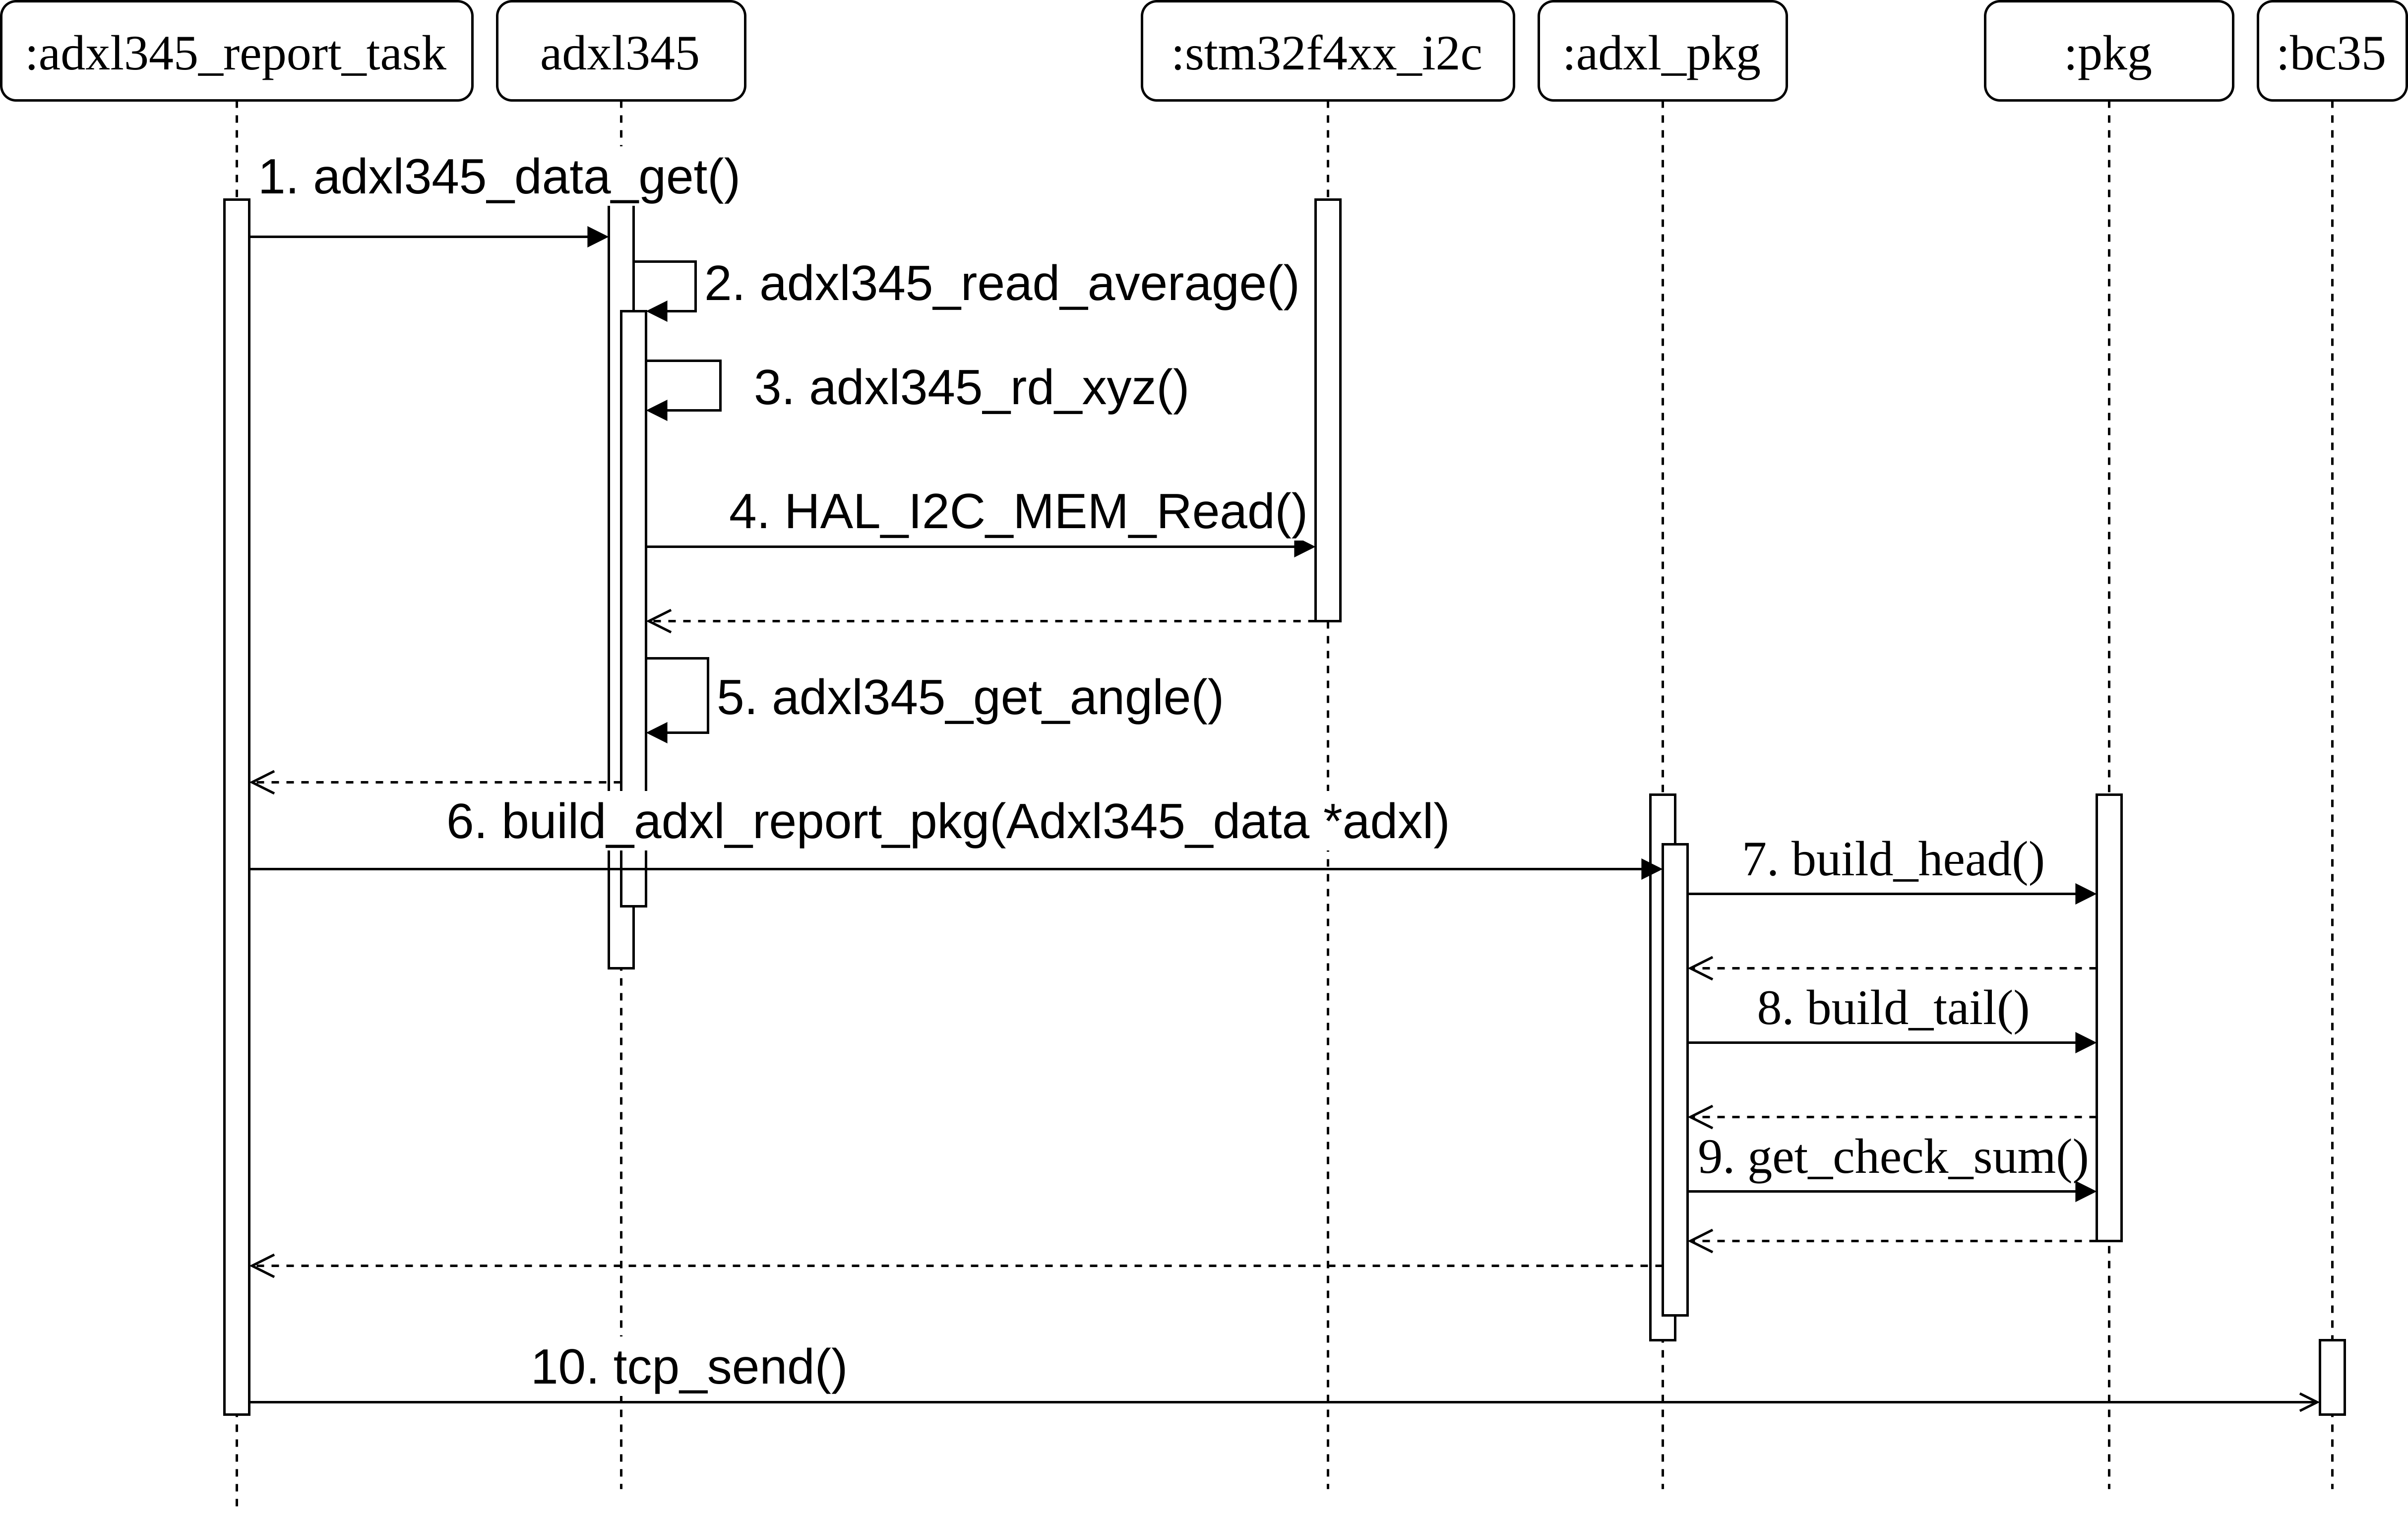 :adxl345_report_task
adxl345
:stm32f4xx_i2c
:adxl_pkg
:pkg
:bc35
1. adxl345_data_get()
2. adxl345_read_average()
3. adxl345_rd_xyz()
4. HAL_I2C_MEM_Read()
5. adxl345_get_angle()
6. build_adxl_report_pkg(Adxl345_data *adxl)
7. build_head()
8. build_tail()
9. get_check_sum()
10. tcp_send()